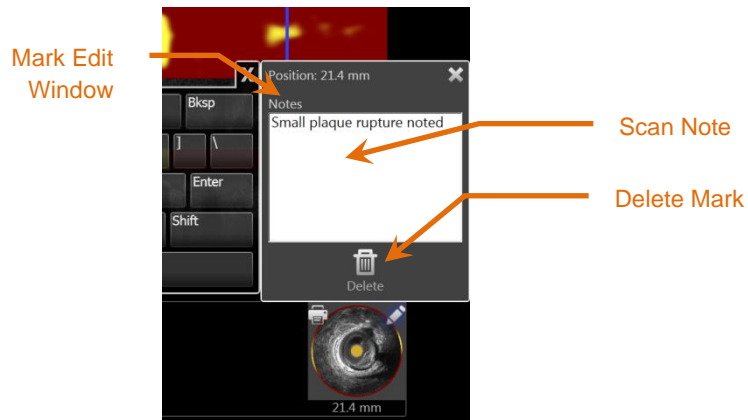 Mark Edit
Window
X
Position: 21.4 mm
X
Notes
Small plaque rupture noted
Bksp
] \
Enter
Shift
Scan Note
Delete Mark
Delete
21.4 mm